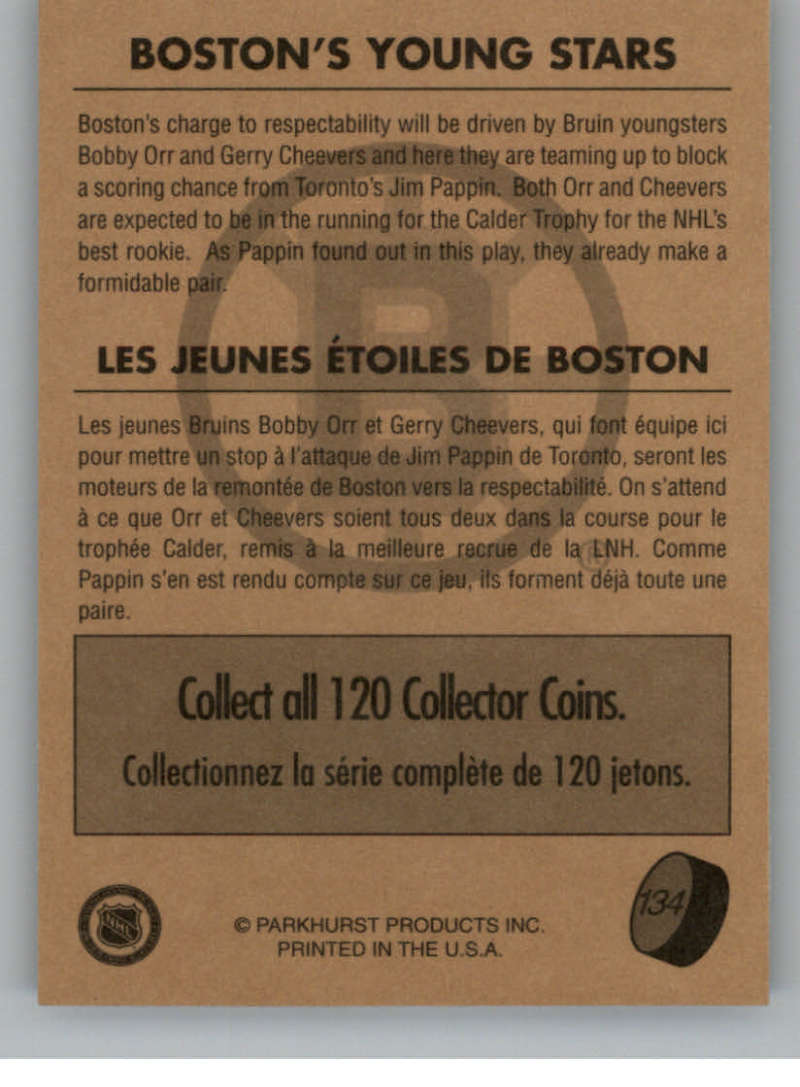 BOSTON'S YOUNG STARS
Boston's charge to respectability will be driven by Bruin youngsters
Bobby Orr and Gerry Cheevers and here they are teaming up to block
a scoring chance from Toronto's Jim Pappin. Both Orr and Cheevers
are expected to be in the running for the Calder Trophy for the NHL's
best rookie. As Pappin found out in this play, they already make a
formidable pair.
LES JEUNES ÉTOILES DE BOSTON
Les jeunes Bruins Bobby Orr et Gerry Cheevers, qui font équipe ici
pour mettre un stop à l'attaque de Jim Pappin de Toronto, seront les
moteurs de la remontée de Boston vers la respectabilité. On s'attend
à ce que Orr et Cheevers soient tous deux dans la course pour le
trophée Calder, remis à la meilleure recrue de la LNH. Comme
Pappin s'en est rendu compte sur ce jeu, ils forment déjà toute une
paire.
Collect all 120 Collector Coins.
Collectionnez la série complète de 120 jetons.
NHL
© PARKHURST PRODUCTS INC.
PRINTED IN THE U.S.A.
134